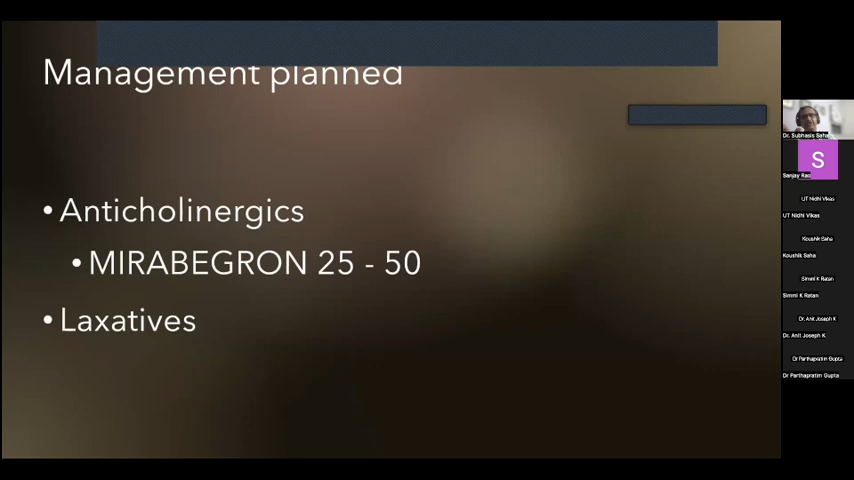 Management planned
• Anticholinergics
• MIRABEGRON 25 - 50
• Laxatives
Dr. Subhasis Saha
S
Sanjay Rao
UT Nidhi Vikas
UT Nidhi Vikas
Koushik Saha
Koushik Saha
Simmi K Ratan
Simmi K Ratan
Dr. Anit Joseph K
Dr. Anit Joseph K
Dr Parthapratim Gupta
Dr Parthapratim Gupta